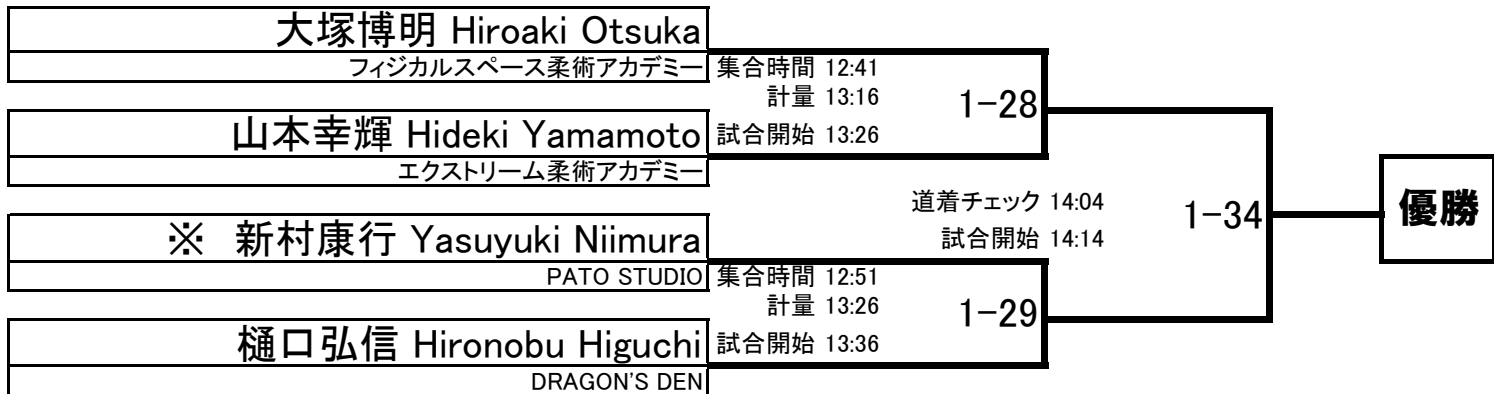 大塚博明 Hiroaki Otsuka
フィジカルスペース柔術アカデミー
集合時間 12:41
計量 13:16
1-28
山本幸輝 Hideki Yamamoto
試合開始 13:26
エクストリーム柔術アカデミー
道着チェック 14:04
試合開始 14:14
1-34
優勝
※ 新村康行 Yasuyuki Niimura
PATO STUDIO
集合時間 12:51
計量 13:26
1-29
樋口弘信 Hironobu Higuchi
試合開始 13:36
DRAGON'S DEN